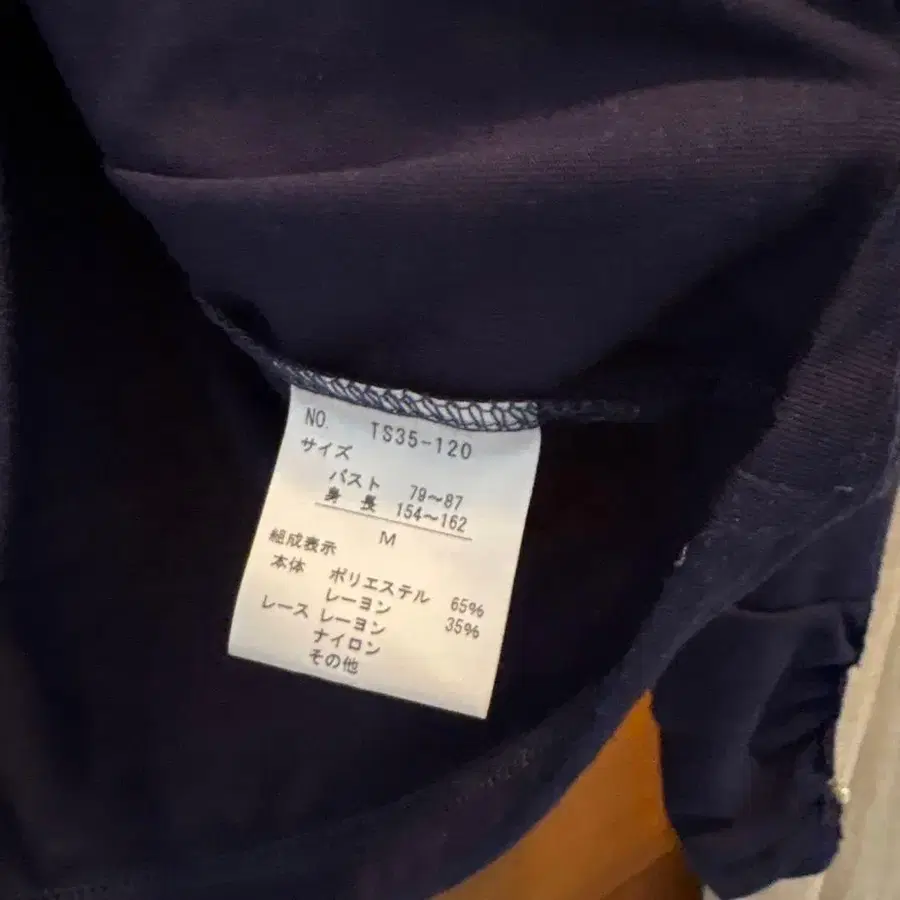 NO. TS35-120
サイズ
バスト 79～87
身長 154～162
M
組成表示
本体 ポリエステル 65%
レーヨン 35%
レース レーヨン
ナイロン
その他